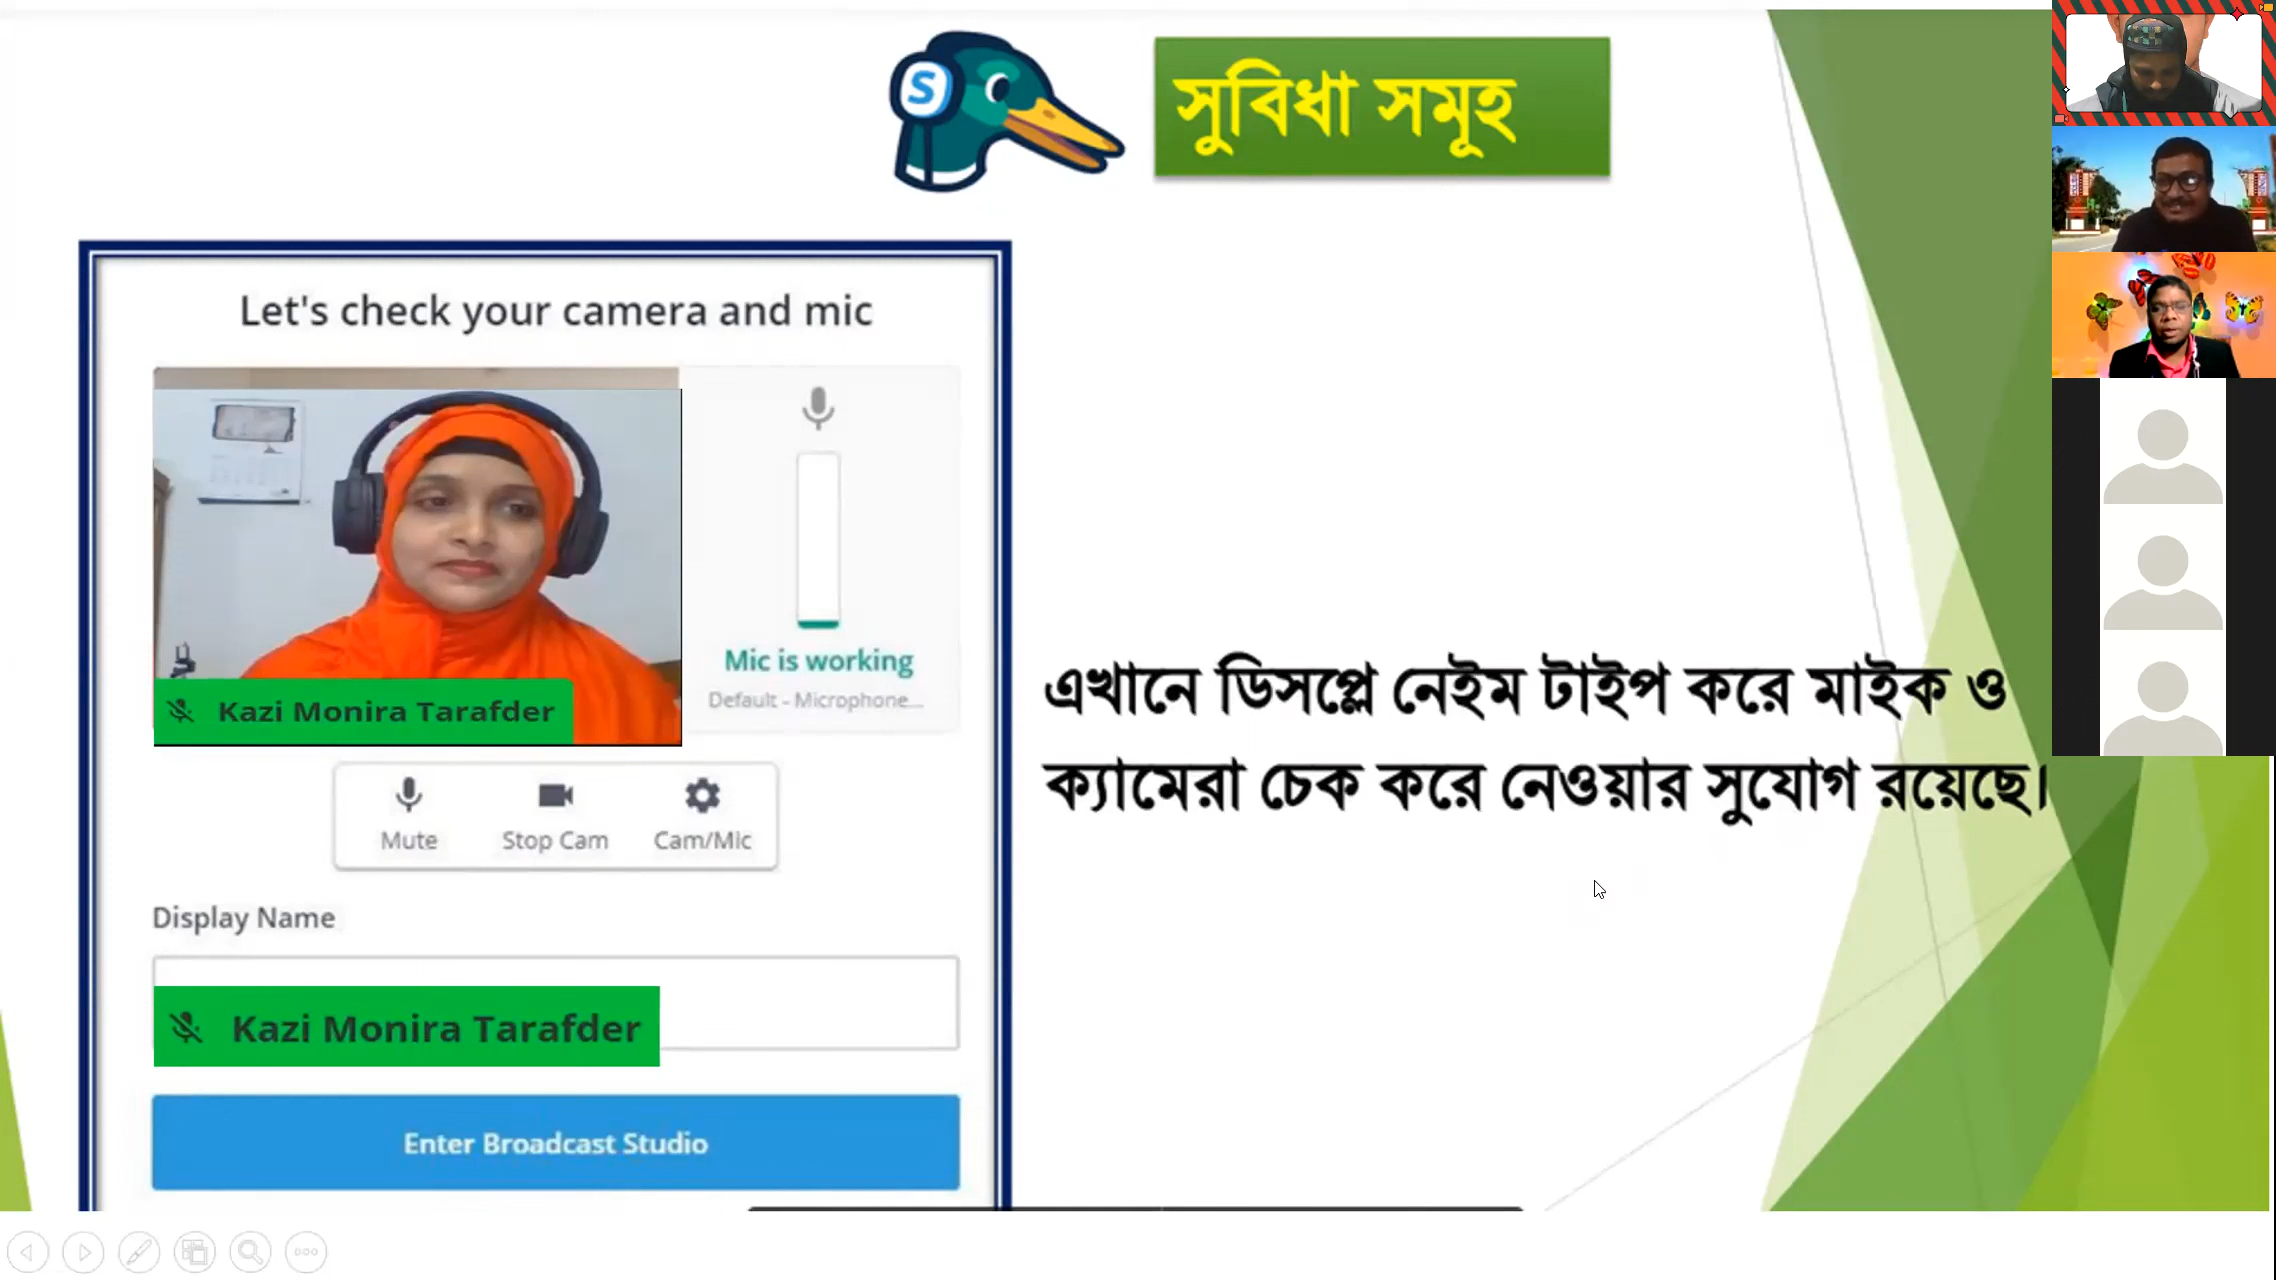 S
সুবিধা সমূহ
Let's check your camera and mic
Mic is working
Default - Microphone...
Kazi Monira Tarafder
Mute Stop Cam Cam/Mic
Display Name
Kazi Monira Tarafder
Enter Broadcast Studio
এখানে ডিসপ্লে নেইম টাইপ করে মাইক ও
ক্যামেরা চেক করে নেওয়ার সুযোগ রয়েছে।